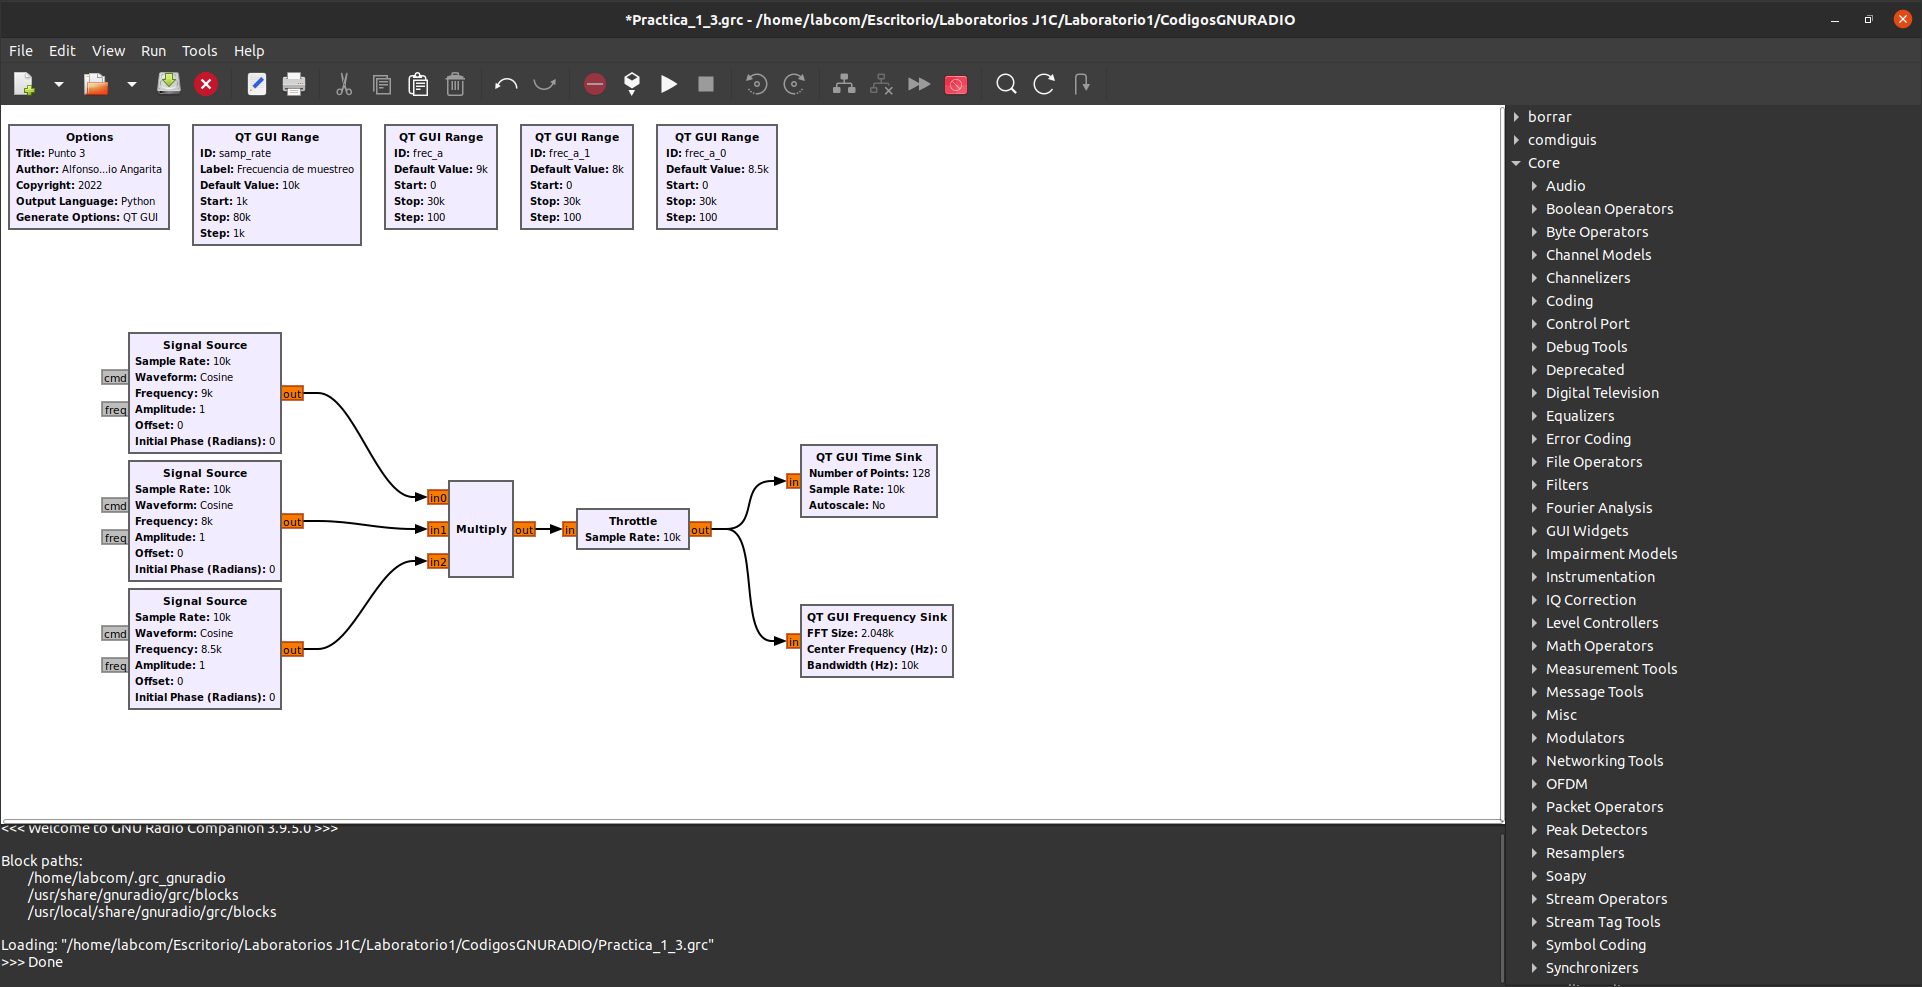 *Practica_1_3.grc - /home/labcom/Escritorio/Laboratorios J1C/Laboratorio1/CodigosGNURADIO
File Edit View Run Tools Help
Options
Title: Punto 3
Author: Alfonso...io Angarita
Copyright: 2022
Output Language: Python
Generate Options: QT GUI
QT GUI Range
ID: samp_rate
Label: Frecuencia de muestreo
Default Value: 10k
Start: 1k
Stop: 80k
Step: 1k
QT GUI Range
ID: frec_a
Default Value: 9k
Start: 0
Stop: 30k
Step: 100
QT GUI Range
ID: frec_a_1
Default Value: 8k
Start: 0
Stop: 30k
Step: 100
QT GUI Range
ID: frec_a_0
Default Value: 8.5k
Start: 0
Stop: 30k
Step: 100
Signal Source
Sample Rate: 10k
cmd Waveform: Cosine
Frequency: 9k out
freq Amplitude: 1
Offset: 0
Initial Phase (Radians): 0
Signal Source
Sample Rate: 10k
cmd Waveform: Cosine
Frequency: 8k out
freq Amplitude: 1
Offset: 0
Initial Phase (Radians): 0
Signal Source
Sample Rate: 10k
cmd Waveform: Cosine
Frequency: 8.5k out
freq Amplitude: 1
Offset: 0
Initial Phase (Radians): 0
in0
in1 Multiply out
in2
Throttle
in Sample Rate: 10k out
QT GUI Time Sink
Number of Points: 128
in Sample Rate: 10k
Autoscale: No
QT GUI Frequency Sink
FFT Size: 2.048k
in Center Frequency (Hz): 0
Bandwidth (Hz): 10k
borrar
comdiguis
Core
Audio
Boolean Operators
Byte Operators
Channel Models
Channelizers
Coding
Control Port
Debug Tools
Deprecated
Digital Television
Equalizers
Error Coding
File Operators
Filters
Fourier Analysis
GUI Widgets
Impairment Models
Instrumentation
IQ Correction
Level Controllers
Math Operators
Measurement Tools
Message Tools
Misc
Modulators
Networking Tools
OFDM
Packet Operators
Peak Detectors
Resamplers
Soapy
Stream Operators
Stream Tag Tools
Symbol Coding
Synchronizers
<<< Welcome to GNU Radio Companion 3.9.5.0 >>>
Block paths:
/home/labcom/.grc_gnuradio
/usr/share/gnuradio/grc/blocks
/usr/local/share/gnuradio/grc/blocks
Loading: "/home/labcom/Escritorio/Laboratorios J1C/Laboratorio1/CodigosGNURADIO/Practica_1_3.grc"
>>> Done